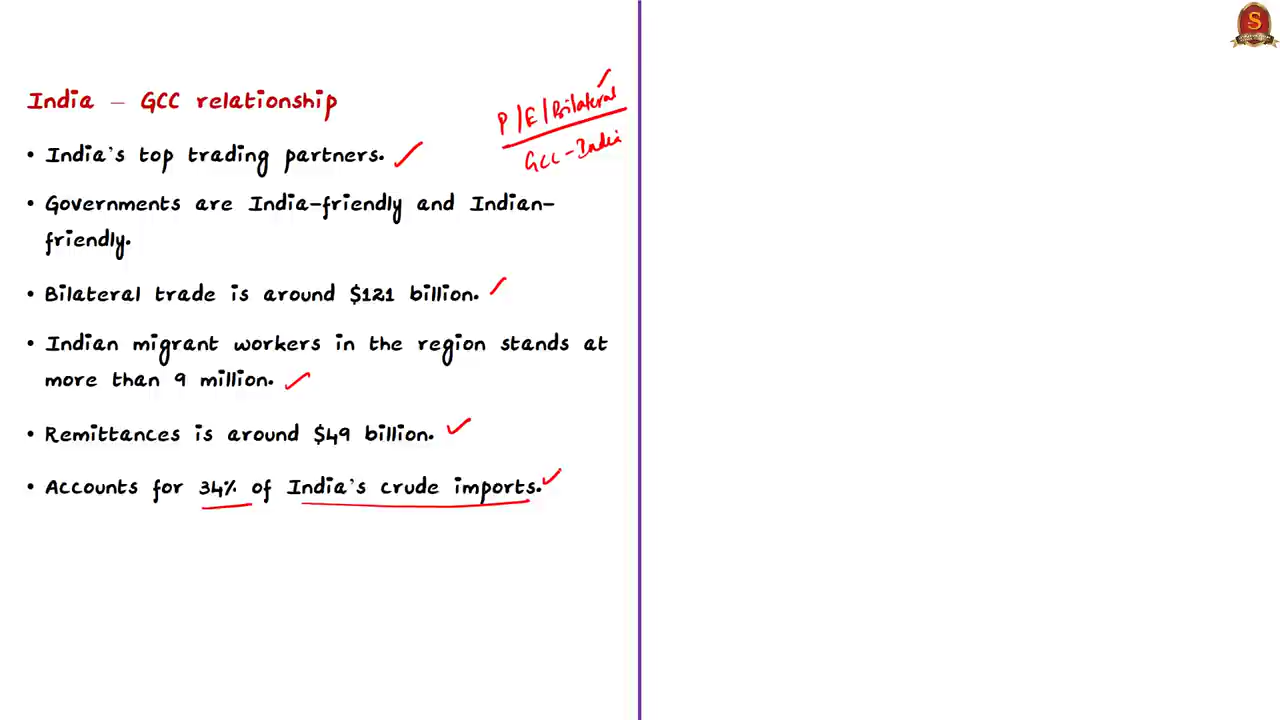 India – GCC relationship
P/E/Bilateral
GCC-India
• India's top trading partners.
• Governments are India-friendly and Indian-
friendly.
• Bilateral trade is around $121 billion.
• Indian migrant workers in the region stands at
more than 9 million.
• Remittances is around $49 billion.
• Accounts for 34% of India's crude imports.
S